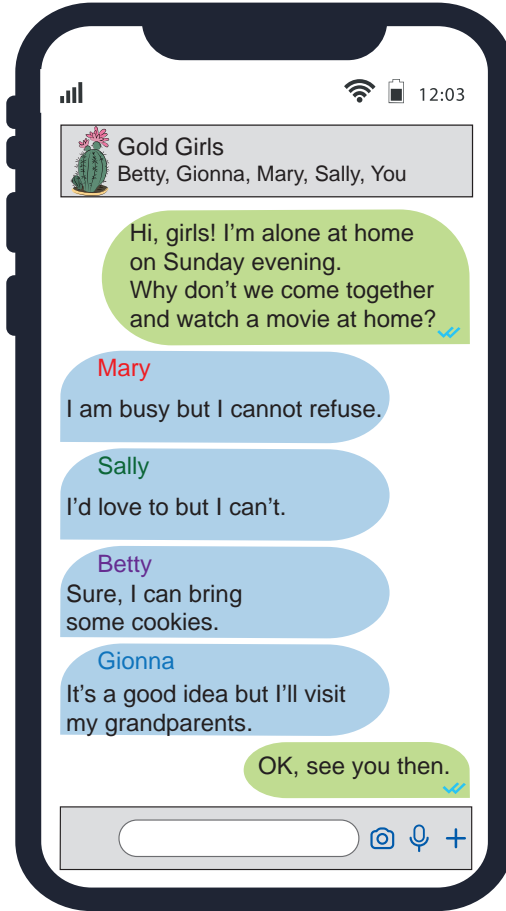 12:03
Gold Girls
Betty, Gionna, Mary, Sally, You
Hi, girls! I'm alone at home
on Sunday evening.
Why don't we come together
and watch a movie at home?
Mary
I am busy but I cannot refuse.
Sally
I'd love to but I can't.
Betty
Sure, I can bring
some cookies.
Gionna
It's a good idea but I'll visit
my grandparents.
OK, see you then.